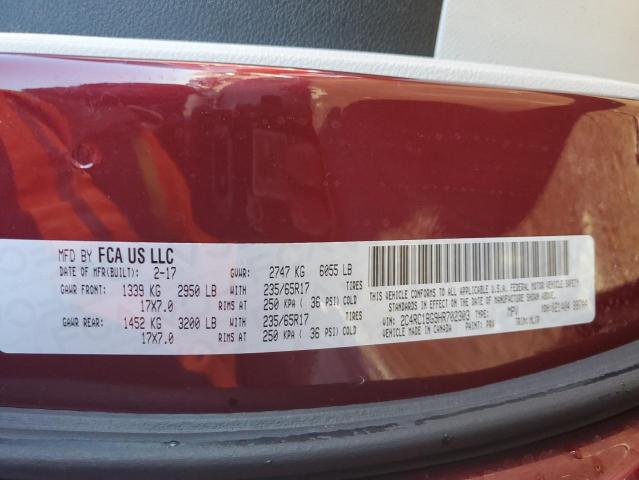 MFD BY FCA US LLC
DATE OF MFR(BUILT): 2-17 GVWR: 2747 KG 6055 LB
GAWR FRONT: 1339 KG 2950 LB WITH 235/65R17 TIRES
17X7.0 RIMS AT 250 KPA ( 36 PSI) COLD
GAWR REAR: 1452 KG 3200 LB WITH 235/65R17 TIRES
17X7.0 RIMS AT 250 KPA ( 36 PSI) COLD
THIS VEHICLE CONFORMS TO ALL APPLICABLE U.S.A. FEDERAL MOTOR VEHICLE SAFETY
STANDARDS IN EFFECT ON THE DATE OF MANUFACTURE SHOWN ABOVE.
VIN: 2C4RC1BG9HR702303 TYPE: MPV
VEHICLE MADE IN CANADA PAINT: PRV TRIM: